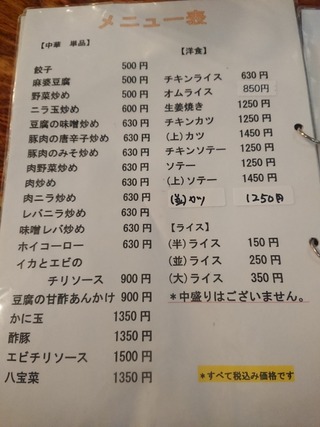 メニュー表
【中華 単品】
餃子 500円
麻婆豆腐 500円
野菜炒め 500円
ニラ玉炒め 600円
豆腐の味噌炒め 630円
豚肉の唐辛子炒め 630円
豚肉のみそ炒め 630円
肉野菜炒め 630円
肉炒め 630円
肉ニラ炒め 630円
レバニラ炒め 630円
味噌レバ炒め 630円
ホイコーロー 630円
イカとエビの
チリソース 900円
豆腐の甘酢あんかけ 900円
かに玉 1350円
酢豚 1350円
エビチリソース 1500円
八宝菜 1350円
【洋食】
チキンライス 630円
オムライス 850円
生姜焼き 1250円
チキンカツ 1250円
(上)カツ 1450円
チキンソテー 1250円
ソテー 1250円
(上)ソテー 1450円
(並)カツ 1250円
【ライス】
(半)ライス 150円
(並)ライス 250円
(大)ライス 350円
*中盛りはございません。
*すべて税込み価格です